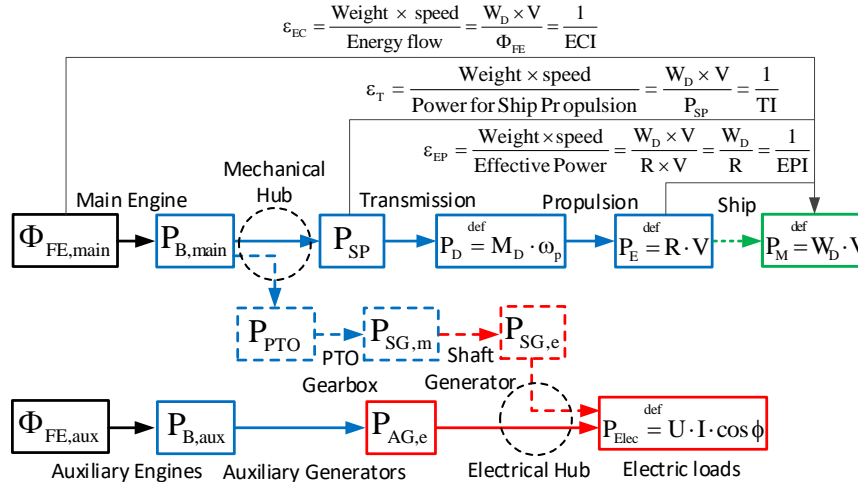 ε_EC = Weight × speed / Energy flow = W_D × V / Φ_FE = 1 / ECI
ε_T = Weight × speed / Power for Ship Propulsion = W_D × V / P_SP = 1 / TI
ε_EP = Weight × speed / Effective Power = W_D × V / R × V = W_D / R = 1 / EPI
Mechanical
Hub
Main Engine
Transmission
Propulsion
Ship
Φ_FE,main
P_B,main
P_SP
P_D def = M_D · ω_p
P_E def = R · V
P_M def = W_D · V
P_PTO
P_SG,m
P_SG,e
PTO
Gearbox
Shaft
Generator
Φ_FE,aux
P_B,aux
P_AG,e
P_Elec def = U · I · cos ϕ
Auxiliary Engines
Auxiliary Generators
Electrical Hub
Electric loads